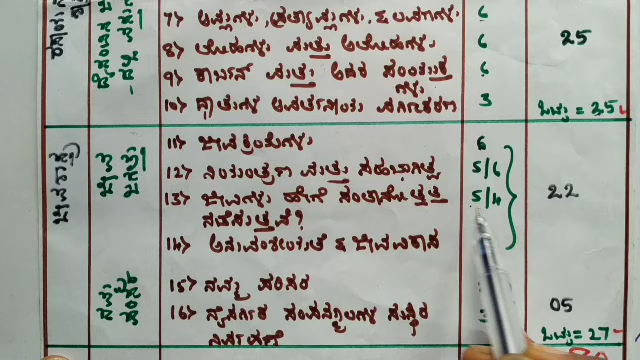 7) ಆಮ್ಲಗಳು, ಪ್ರತ್ಯಾಮ್ಲಗಳು, & ಲವಣಗಳು 6
8) ಲೋಹಗಳು ಮತ್ತು ಅಲೋಹಗಳು 6 25
9) ಕಾರ್ಬನ್ ಮತ್ತು ಅದರ ಸಂಯುಕ್ತಗಳು 6
10) ಧಾತುಗಳ ಆವರ್ತನೀಯ ವರ್ಗೀಕರಣ 3 ಒಟ್ಟು = 35
ಜೀವಶಾಸ್ತ್ರ
ಜೈವಿಕ ಜಗತ್ತು
11) ಜೀವಕ್ರಿಯೆಗಳು 6
12) ನಿಯಂತ್ರಣ ಮತ್ತು ಸಹಭಾಗಿತ್ವ 5/6
13) ಜೀವಿಗಳು ಹೇಗೆ ಸಂತಾನೋತ್ಪತ್ತಿ 5/4 22
ನಡೆಸುತ್ತವೆ?
14) ಅನುವಂಶೀಯತೆ & ಜೀವವಿಕಾಸ
15) ನಮ್ಮ ಪರಿಸರ
16) ನೈಸರ್ಗಿಕ ಸಂಪನ್ಮೂಲಗಳ ಸುಸ್ಥಿರ 05
ನಿರ್ವಹಣೆ ಒಟ್ಟು = 27